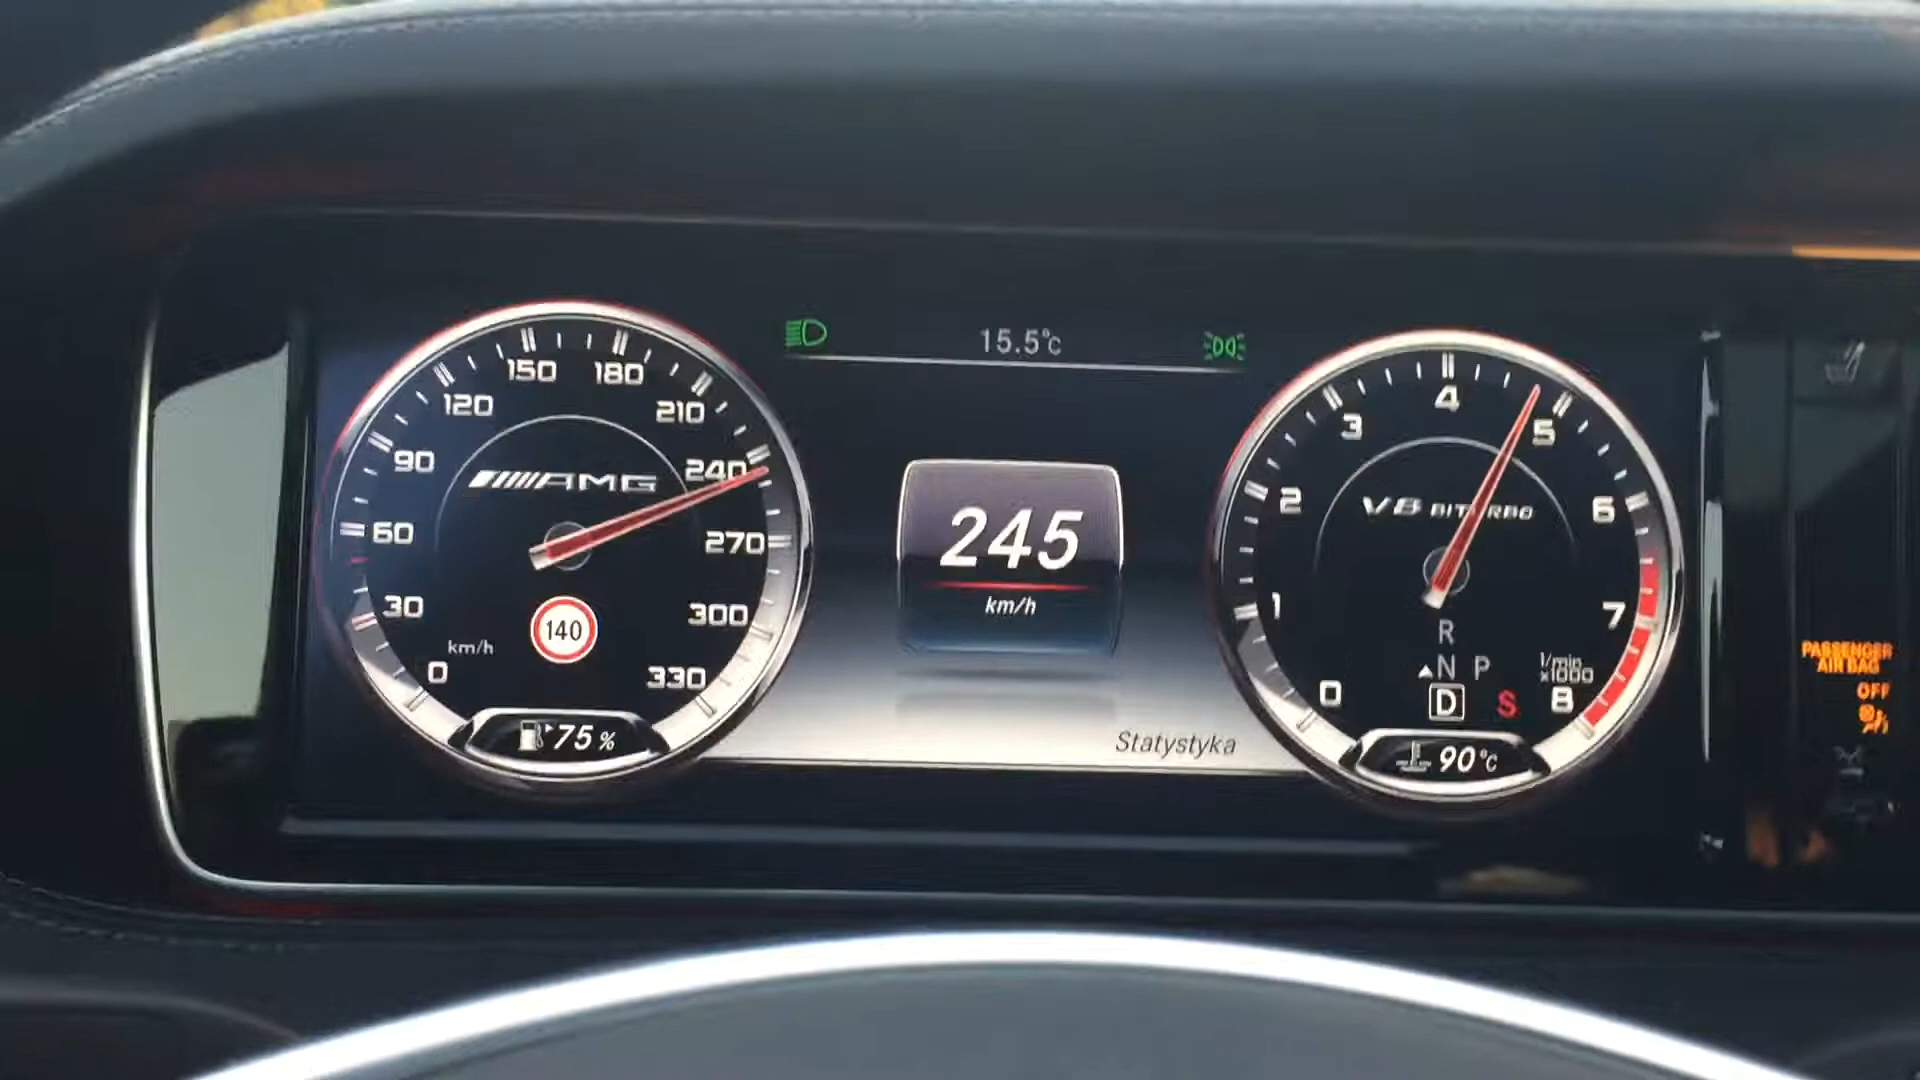 15.5°C
150
180
120
210
90
240
AMG
60
270
30
300
140
km/h
0
330
75 %
245
km/h
Statystyka
4
3
5
2
6
V8 BITURBO
1
7
R
N P
D S
1/min
x1000
0
8
90 °C
PASSENGER
AIR BAG
OFF